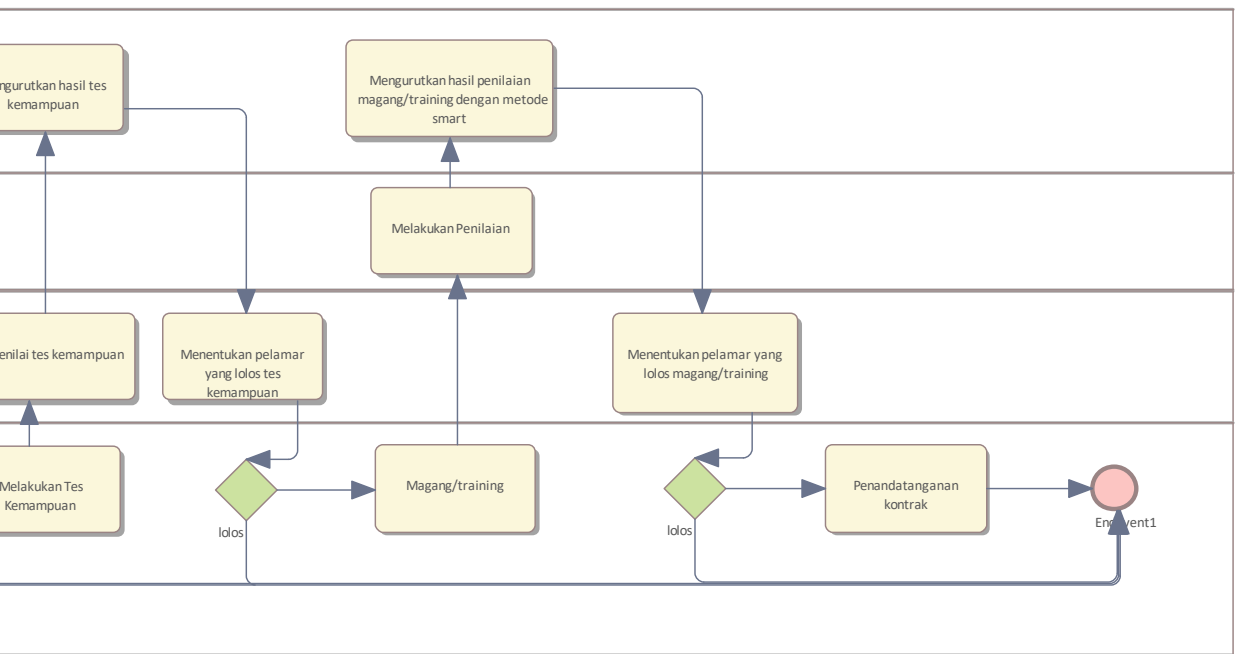 ngurutkan hasil tes
kemampuan
Mengurutkan hasil penilaian
magang/training dengan metode
smart
Melakukan Penilaian
enilai tes kemampuan
Menentukan pelamar
yang lolos tes
kemampuan
Menentukan pelamar yang
lolos magang/training
Melakukan Tes
Kemampuan
lolos
Magang/training
lolos
Penandatanganan
kontrak